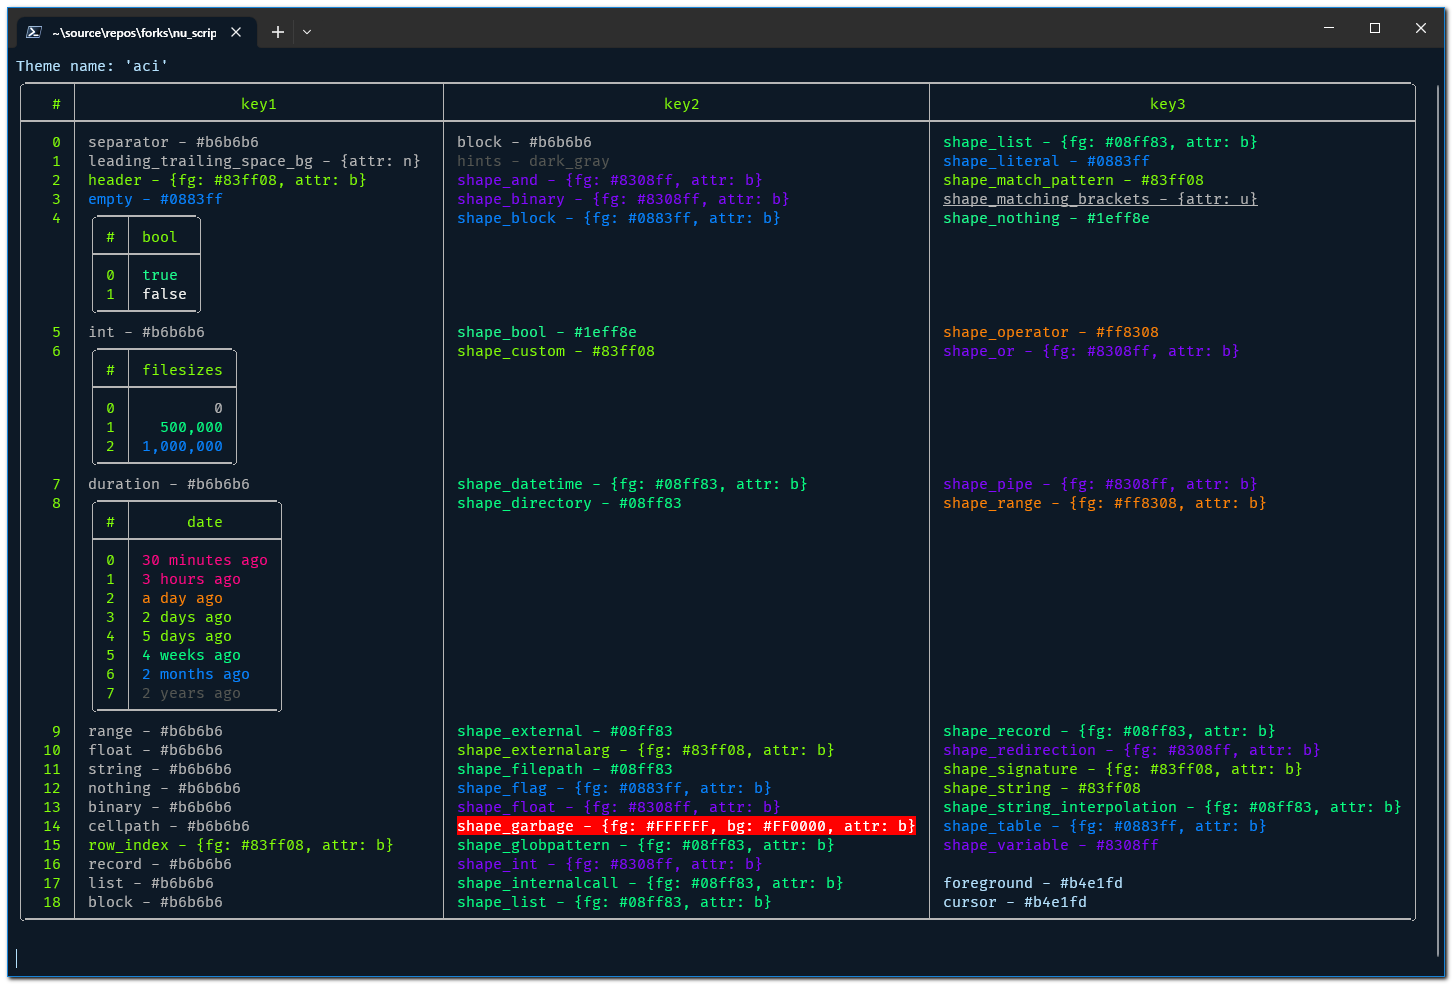 ~\source\repos\forks\nu_scrip
Theme name: 'aci'
# key1 key2 key3
0 separator - #b6b6b6 block - #b6b6b6 shape_list - {fg: #08ff83, attr: b}
1 leading_trailing_space_bg - {attr: n} hints - dark_gray shape_literal - #0883ff
2 header - {fg: #83ff08, attr: b} shape_and - {fg: #8308ff, attr: b} shape_match_pattern - #83ff08
3 empty - #0883ff shape_binary - {fg: #8308ff, attr: b} shape_matching_brackets - {attr: u}
4 shape_block - {fg: #0883ff, attr: b} shape_nothing - #1eff8e
# bool
0 true
1 false
5 int - #b6b6b6 shape_bool - #1eff8e shape_operator - #ff8308
6 shape_custom - #83ff08 shape_or - {fg: #8308ff, attr: b}
# filesizes
0 0
1 500,000
2 1,000,000
7 duration - #b6b6b6 shape_datetime - {fg: #08ff83, attr: b} shape_pipe - {fg: #8308ff, attr: b}
8 shape_directory - #08ff83 shape_range - {fg: #ff8308, attr: b}
# date
0 30 minutes ago
1 3 hours ago
2 a day ago
3 2 days ago
4 5 days ago
5 4 weeks ago
6 2 months ago
7 2 years ago
9 range - #b6b6b6 shape_external - #08ff83 shape_record - {fg: #08ff83, attr: b}
10 float - #b6b6b6 shape_externalarg - {fg: #83ff08, attr: b} shape_redirection - {fg: #8308ff, attr: b}
11 string - #b6b6b6 shape_filepath - #08ff83 shape_signature - {fg: #83ff08, attr: b}
12 nothing - #b6b6b6 shape_flag - {fg: #0883ff, attr: b} shape_string - #83ff08
13 binary - #b6b6b6 shape_float - {fg: #8308ff, attr: b} shape_string_interpolation - {fg: #08ff83, attr: b}
14 cellpath - #b6b6b6 shape_garbage - {fg: #FFFFFF, bg: #FF0000, attr: b} shape_table - {fg: #0883ff, attr: b}
15 row_index - {fg: #83ff08, attr: b} shape_globpattern - {fg: #08ff83, attr: b} shape_variable - #8308ff
16 record - #b6b6b6 shape_int - {fg: #8308ff, attr: b}
17 list - #b6b6b6 shape_internalcall - {fg: #08ff83, attr: b} foreground - #b4e1fd
18 block - #b6b6b6 shape_list - {fg: #08ff83, attr: b} cursor - #b4e1fd